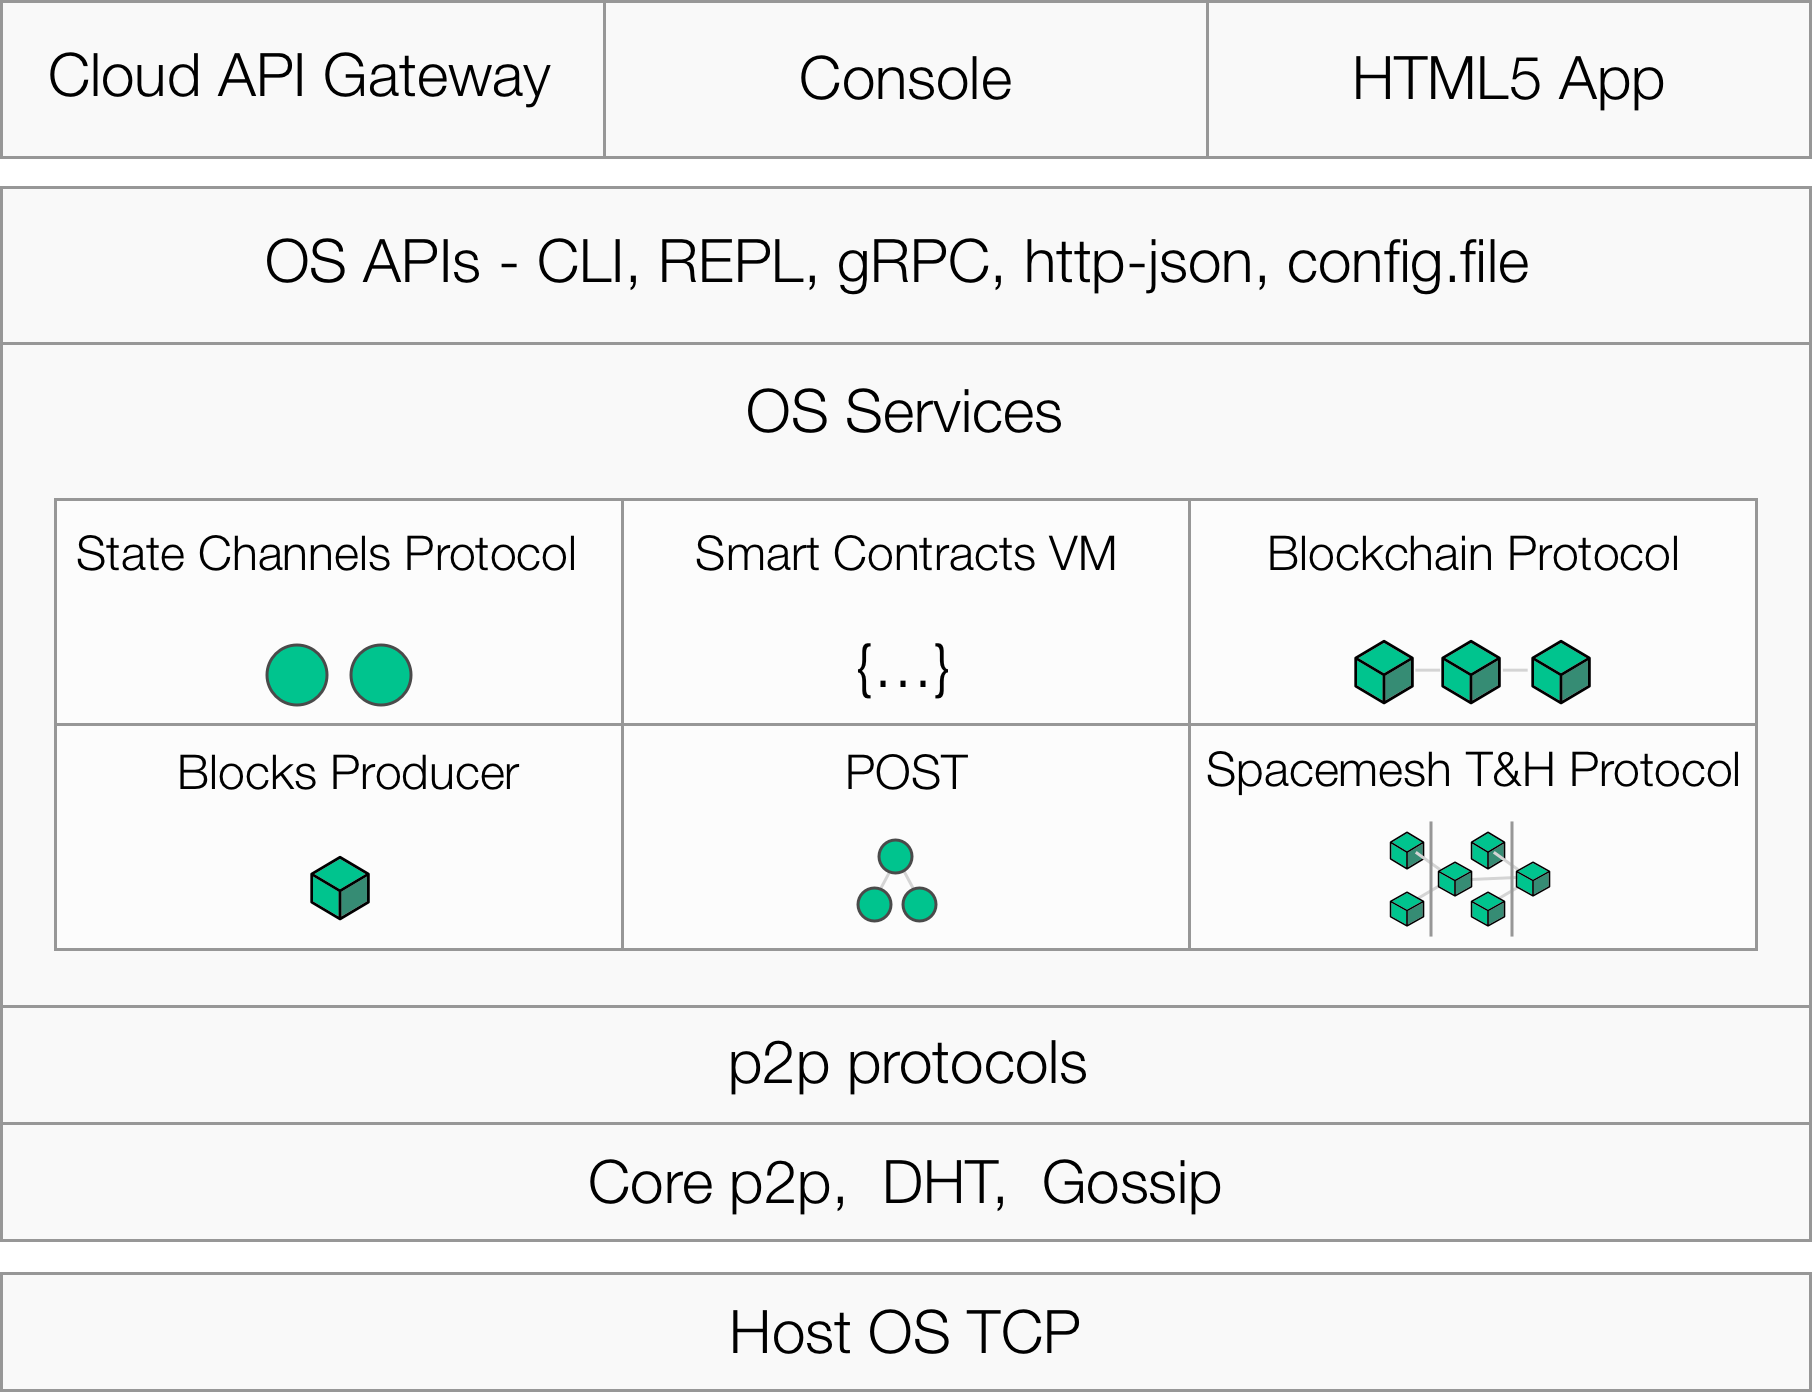 Cloud API Gateway
Console
HTML5 App
OS APIs - CLI, REPL, gRPC, http-json, config.file
OS Services
State Channels Protocol
Smart Contracts VM
{...}
Blockchain Protocol
Blocks Producer
POST
Spacemesh T&H Protocol
p2p protocols
Core p2p, DHT, Gossip
Host OS TCP